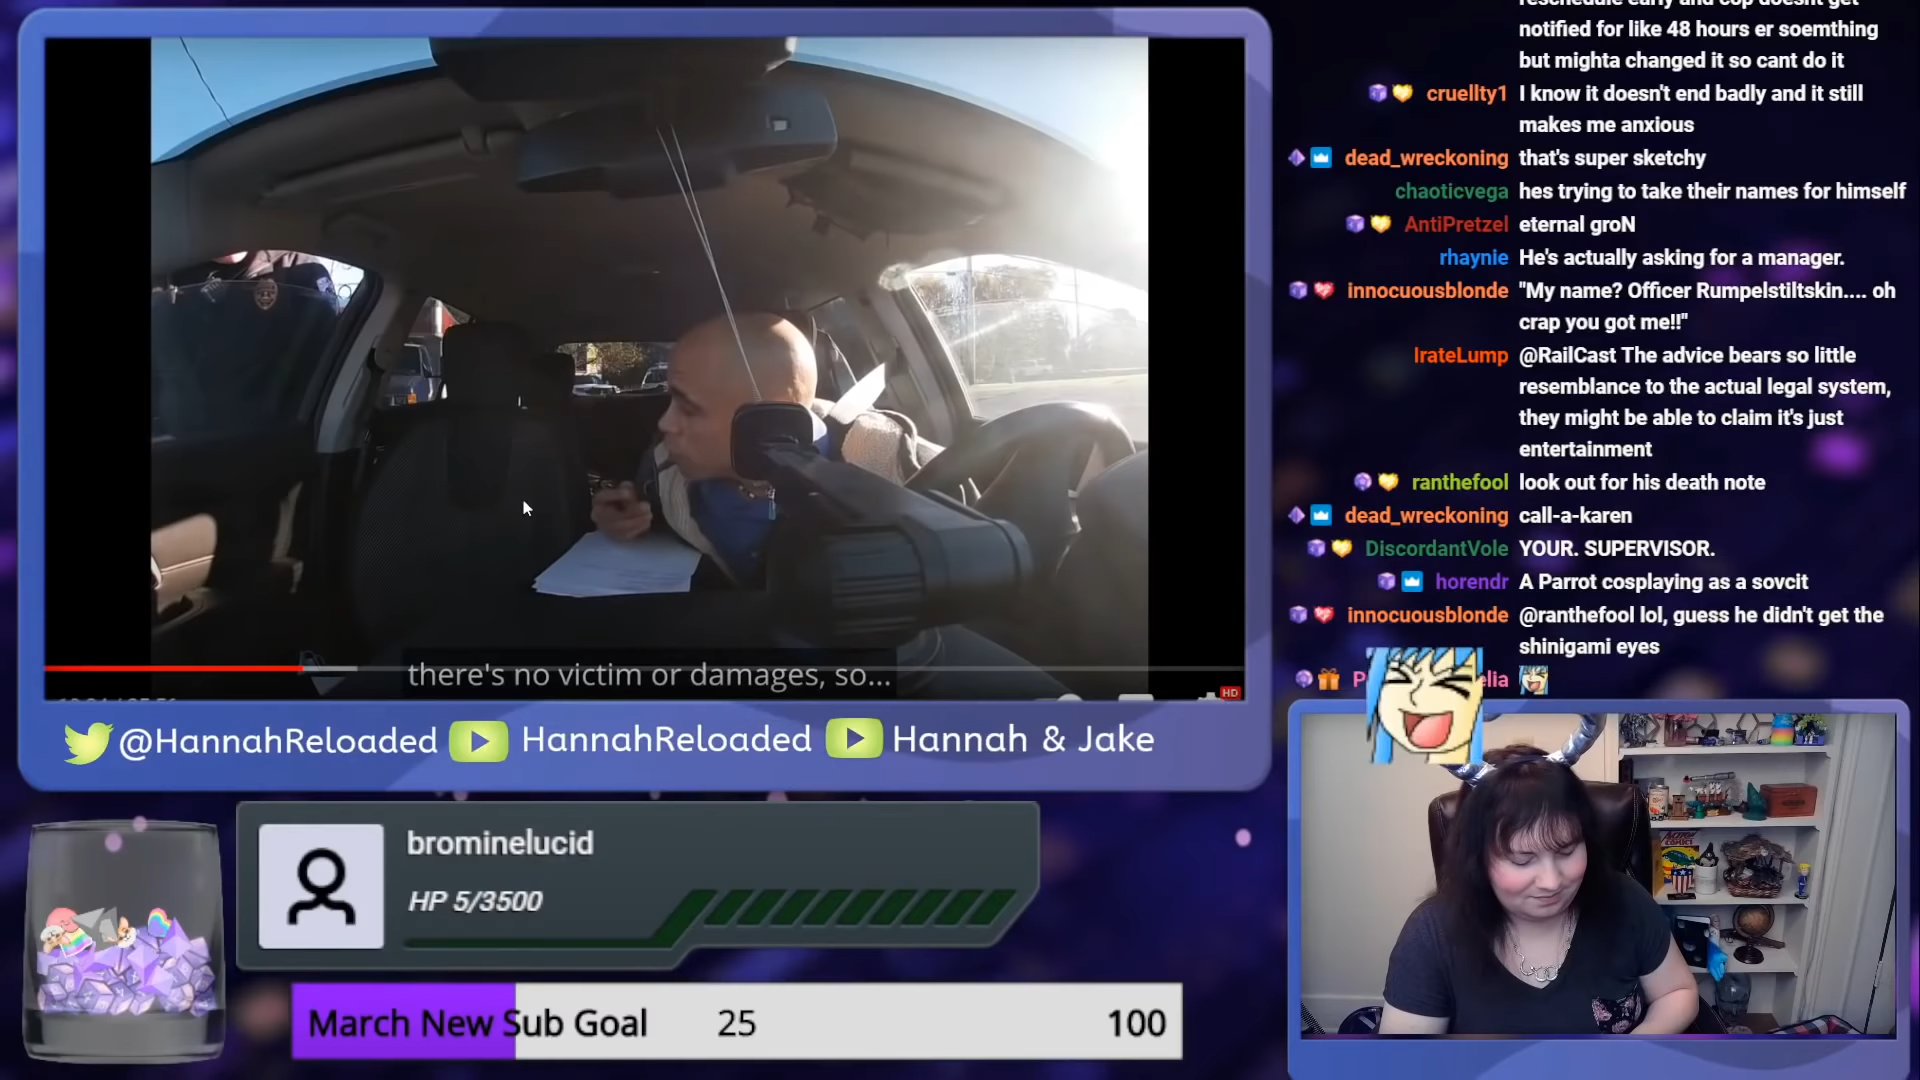 notified for like 48 hours er soemthing
but mighta changed it so cant do it
cruellty1 I know it doesn't end badly and it still
makes me anxious
dead_wreckoning that's super sketchy
chaoticvega hes trying to take their names for himself
AntiPretzel eternal groN
rhaynie He's actually asking for a manager.
innocuousblonde "My name? Officer Rumpelstiltskin.... oh
crap you got me!!"
IrateLump @RailCast The advice bears so little
resemblance to the actual legal system,
they might be able to claim it's just
entertainment
ranthefool look out for his death note
dead_wreckoning call-a-karen
DiscordantVole YOUR. SUPERVISOR.
horendr A Parrot cosplaying as a sovcit
innocuousblonde @ranthefool lol, guess he didn't get the
shinigami eyes
there's no victim or damages, so...
HD
@HannahReloaded HannahReloaded Hannah & Jake
brominelucid
HP 5/3500
March New Sub Goal 25 100